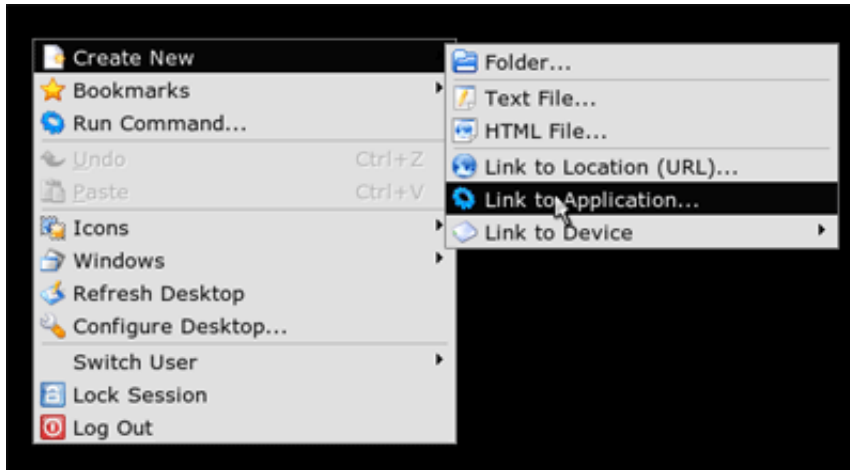 Create New
Bookmarks
Run Command...
Undo Ctrl+Z
Paste Ctrl+V
Icons
Windows
Refresh Desktop
Configure Desktop...
Switch User
Lock Session
Log Out
Folder...
Text File...
HTML File...
Link to Location (URL)...
Link to Application...
Link to Device